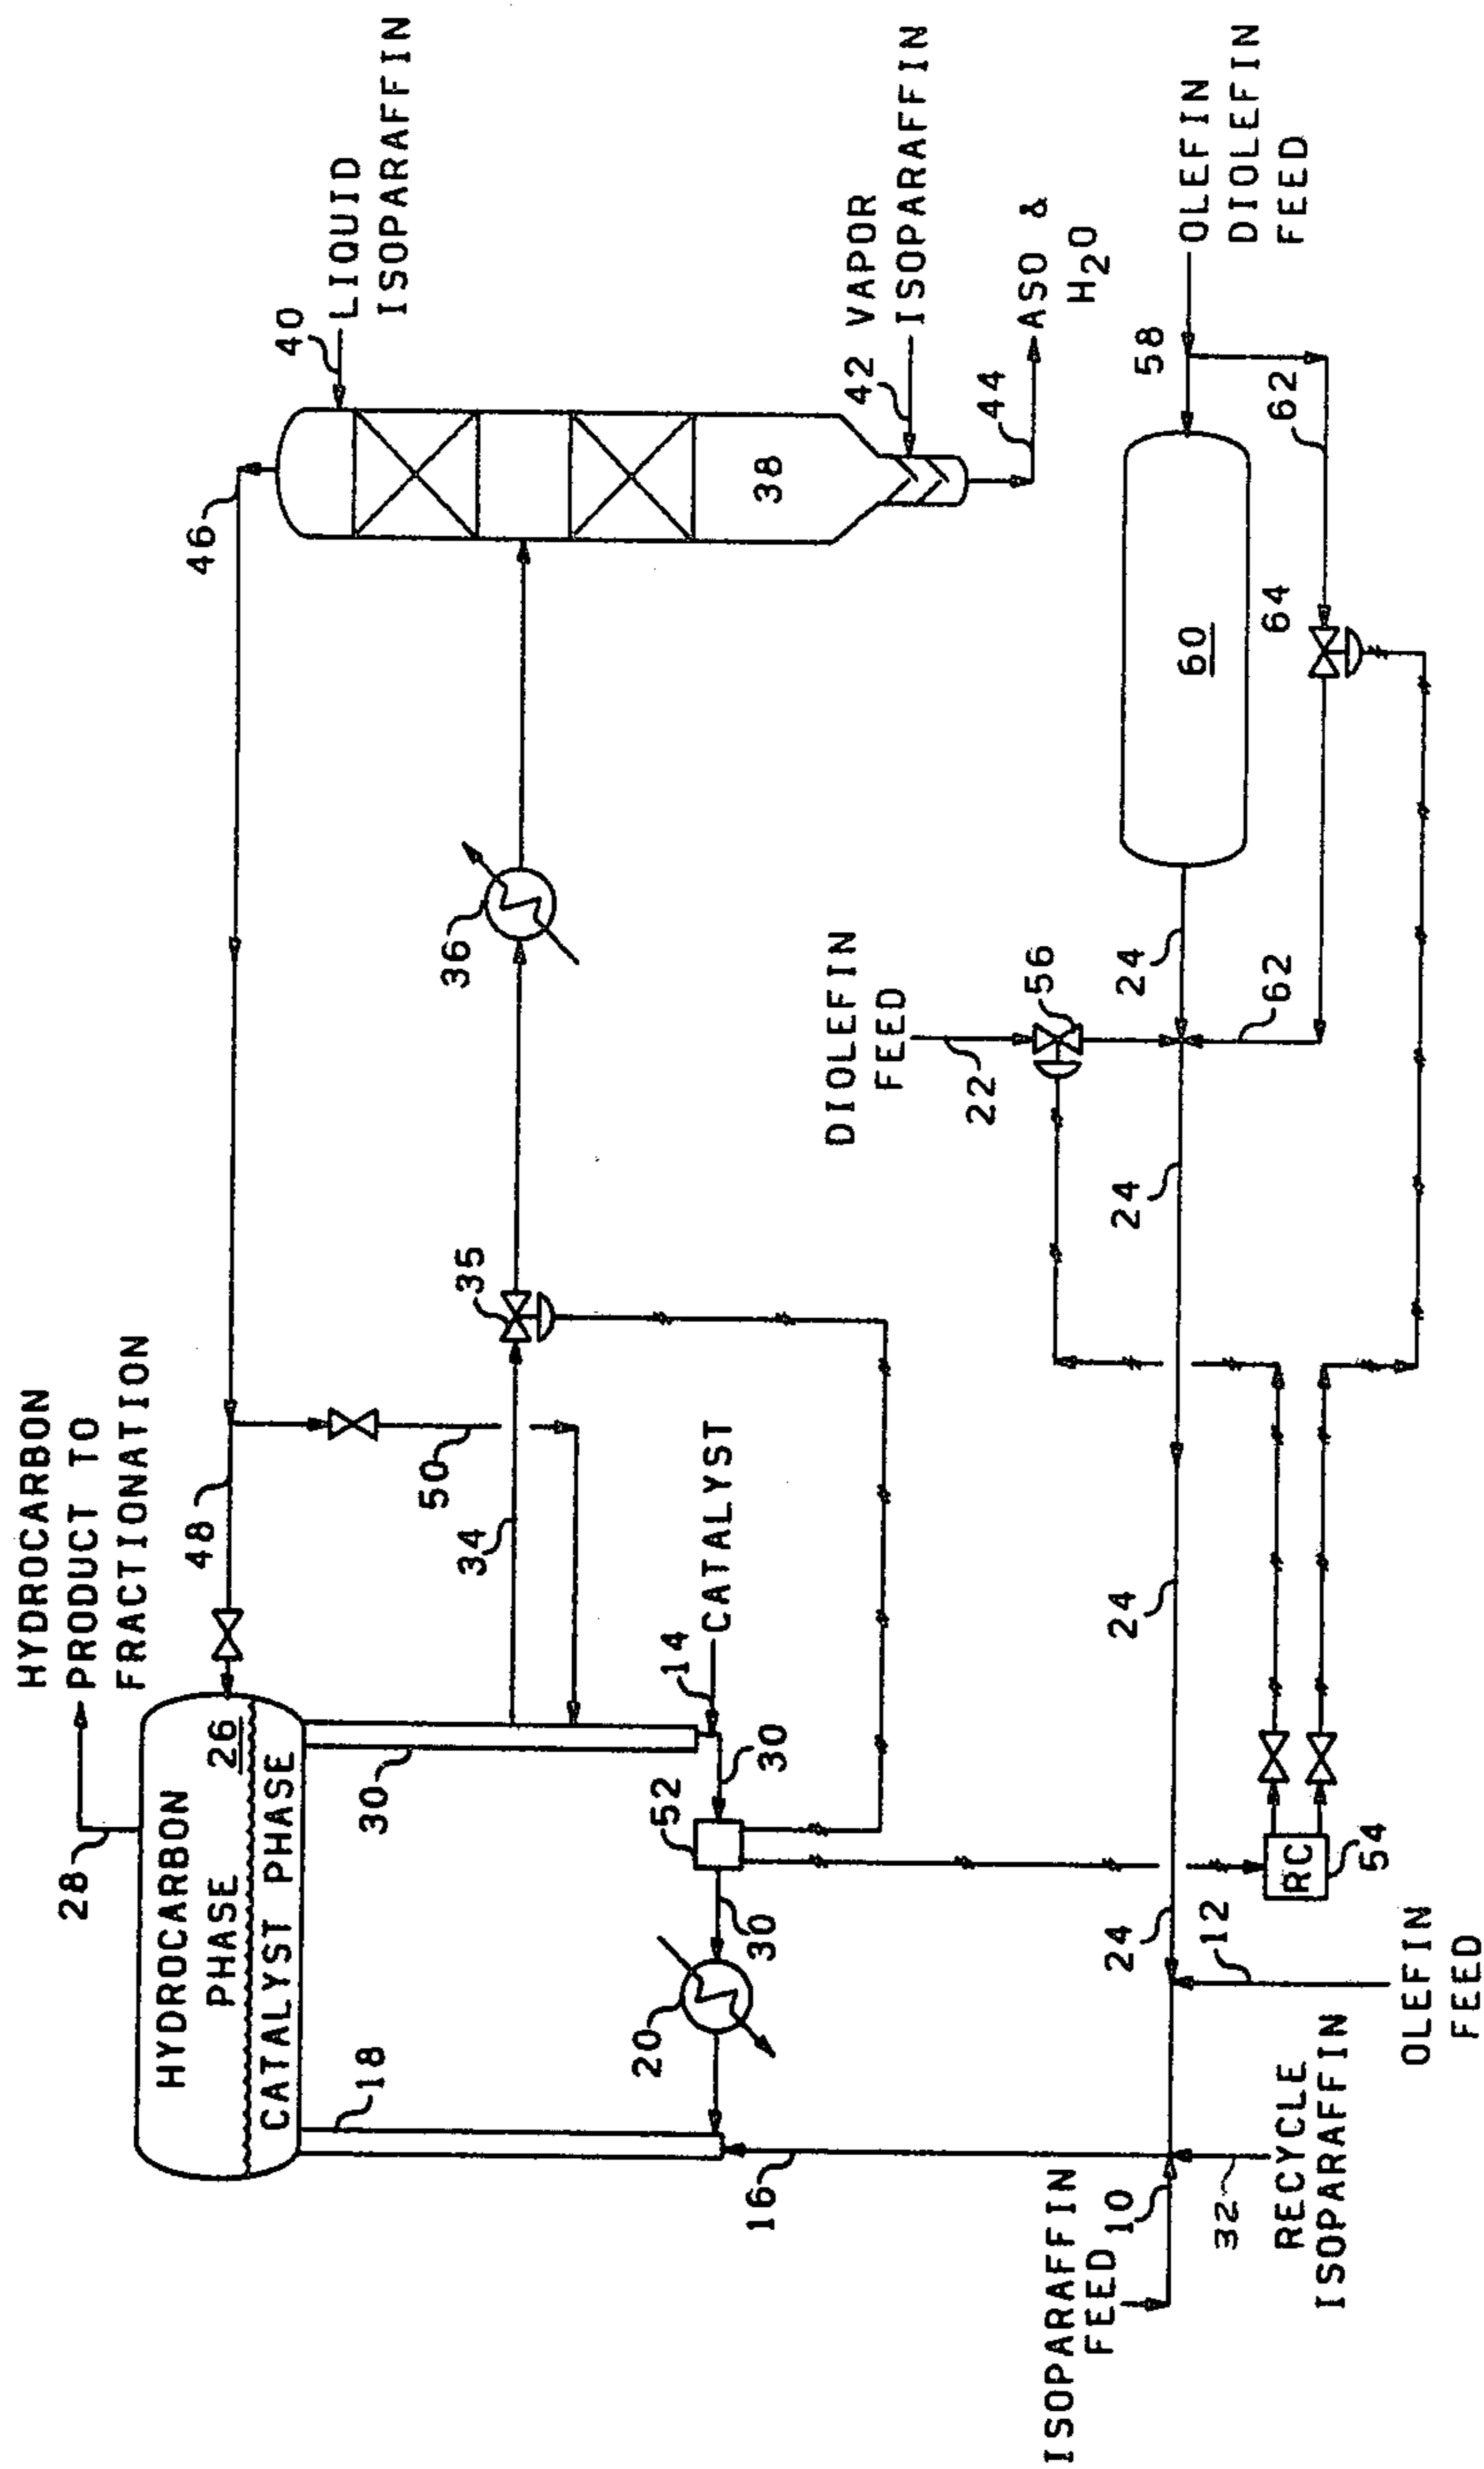 HYDROCARBON
PRODUCT TO
FRACTIONATION
28
HYDROCARBON
PHASE
26
CATALYST PHASE
48
46
40
LIQUID
ISOPARAFFIN
50
34
35
36
38
42
VAPOR
ISOPARAFFIN
44
ASO &
H2O
18
30
14
CATALYST
20
30
52
30
16
DIOLEFIN
FEED
22
56
24
60
58
OLEFIN
DIOLEFIN
FEED
62
64
62
24
24
24
ISOPARAFFIN
FEED
10
32
RECYCLE
ISOPARAFFIN
12
OLEFIN
FEED
RC
54